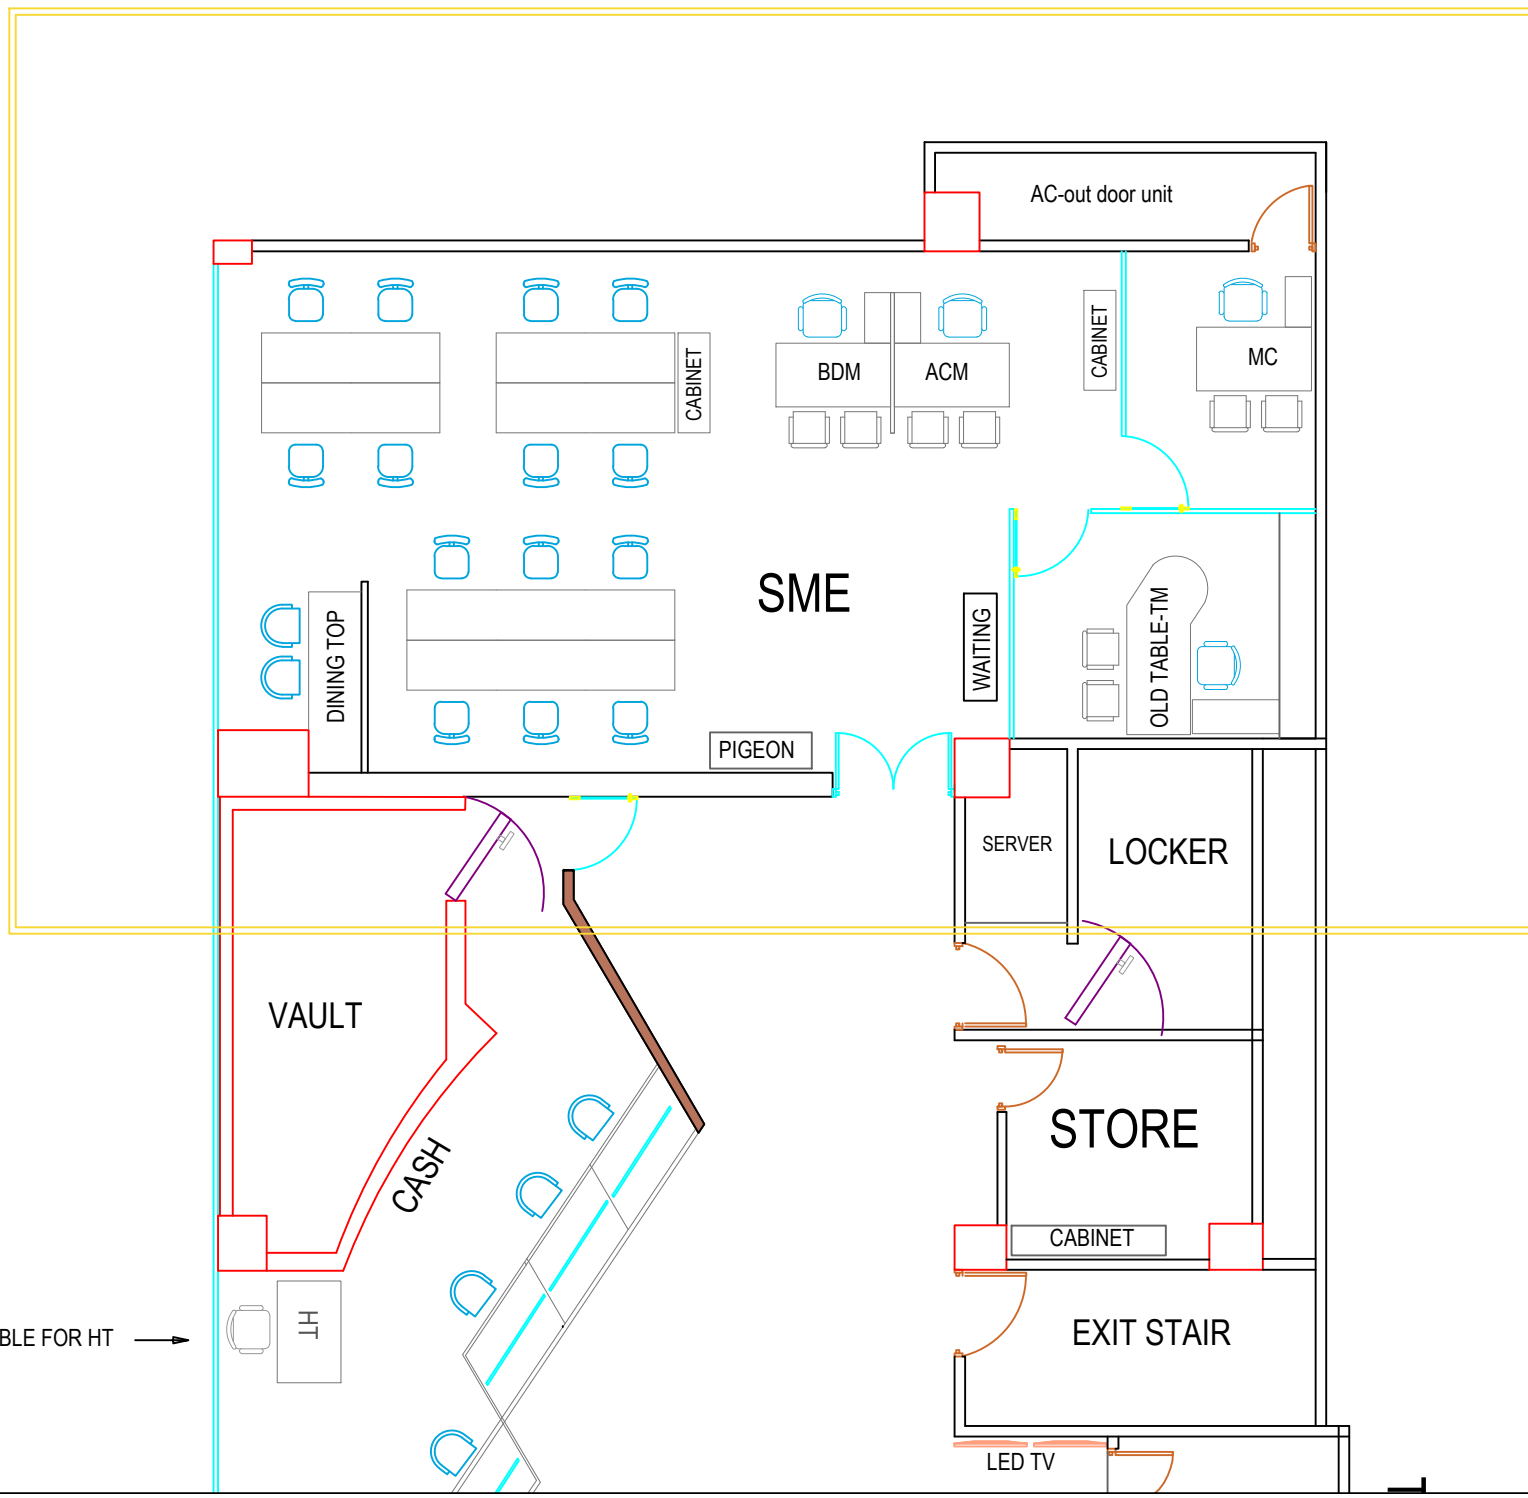 AC-out door unit
CABINET
MC
BDM
ACM
CABINET
SME
WAITING
OLD TABLE-TM
DINING TOP
PIGEON
SERVER
LOCKER
VAULT
CASH
STORE
CABINET
HT
BLE FOR HT
EXIT STAIR
LED TV